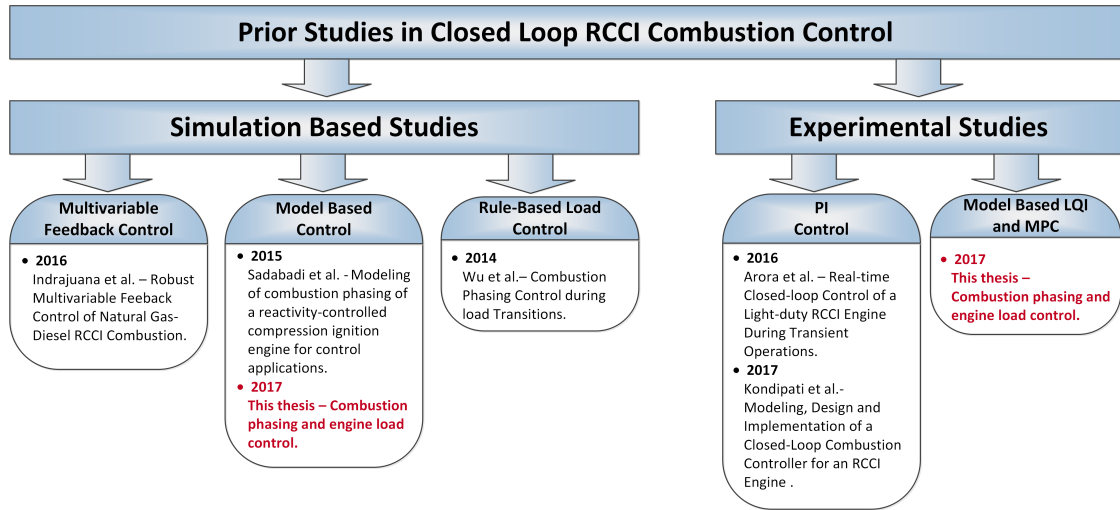 Prior Studies in Closed Loop RCCI Combustion Control
Simulation Based Studies
Experimental Studies
Multivariable
Feedback Control
• 2016
Indrajuana et al. – Robust
Multivariable Feeback
Control of Natural Gas-
Diesel RCCI Combustion.
Model Based
Control
• 2015
Sadabadi et al. - Modeling
of combustion phasing of
a reactivity-controlled
compression ignition
engine for control
applications.
• 2017
This thesis – Combustion
phasing and engine load
control.
Rule-Based Load
Control
• 2014
Wu et al.– Combustion
Phasing Control during
load Transitions.
PI
Control
• 2016
Arora et al. – Real-time
Closed-loop Control of a
Light-duty RCCI Engine
During Transient
Operations.
• 2017
Kondipati et al.-
Modeling, Design and
Implementation of a
Closed-Loop Combustion
Controller for an RCCI
Engine .
Model Based LQI
and MPC
• 2017
This thesis –
Combustion phasing and
engine load control.